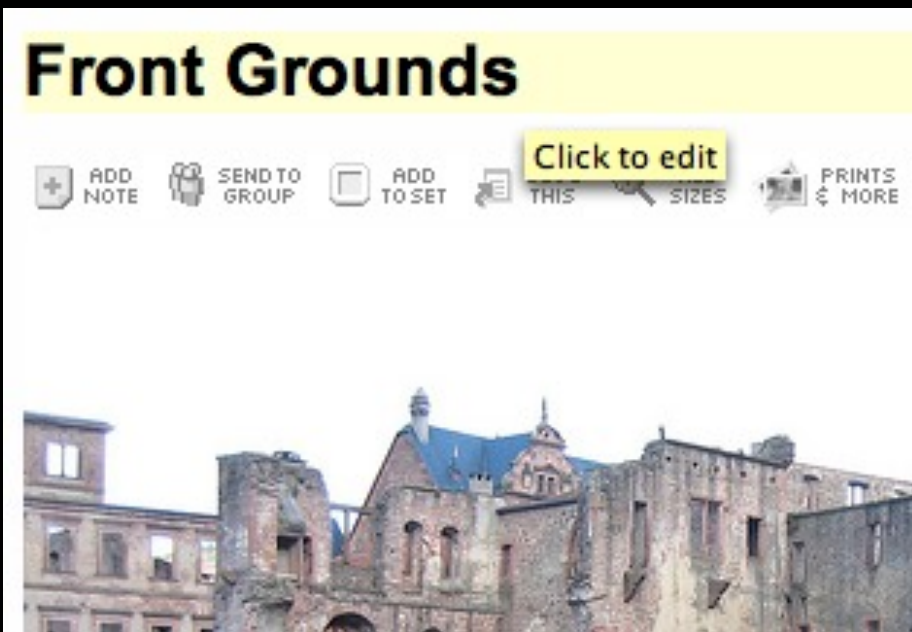 Front Grounds
Click to edit
ADD
NOTE
SEND TO
GROUP
ADD
TO SET
THIS
SIZES
PRINTS
& MORE